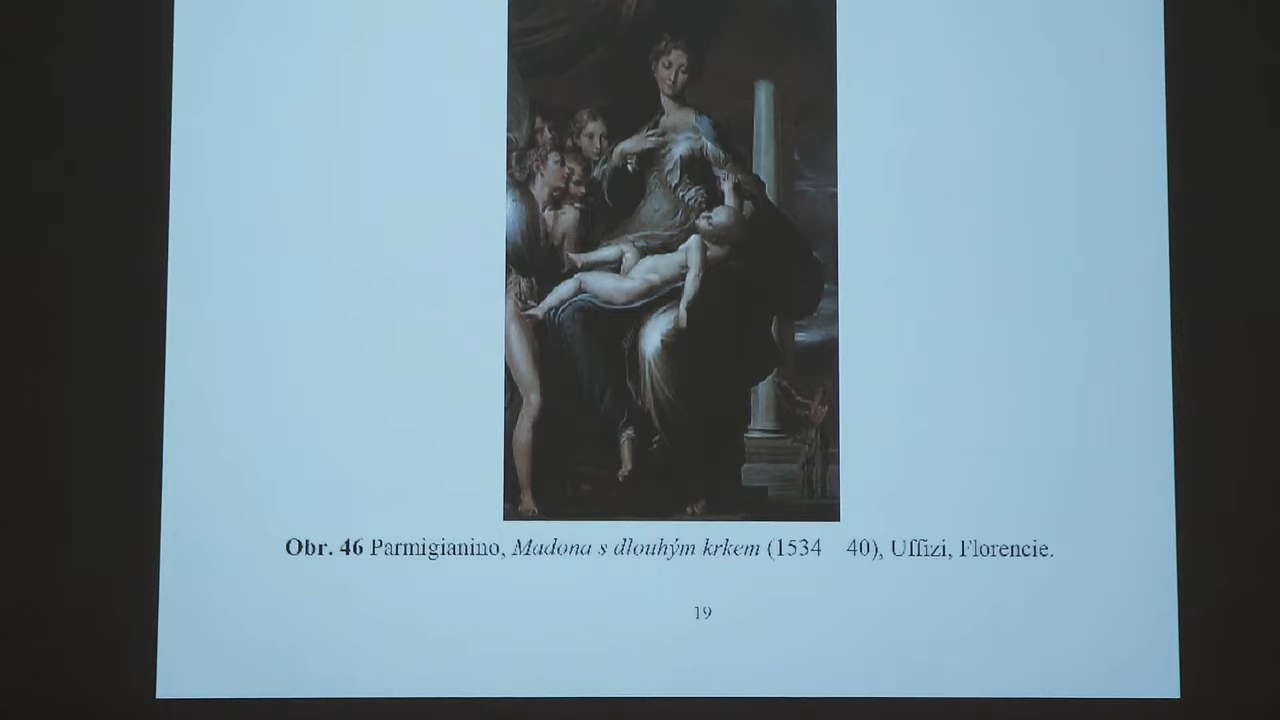 Obr. 46 Parmigianino, Madona s dlouhým krkem (1534 40), Uffizi, Florencie.
19